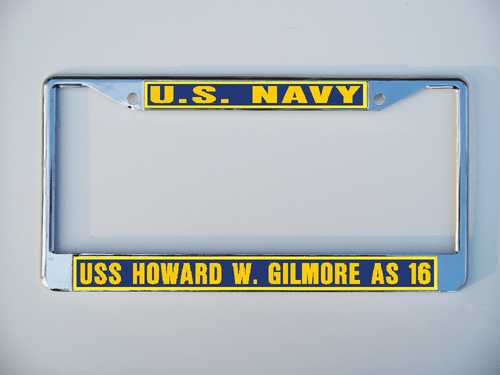 U.S. NAVY
USS HOWARD W. GILMORE AS 16